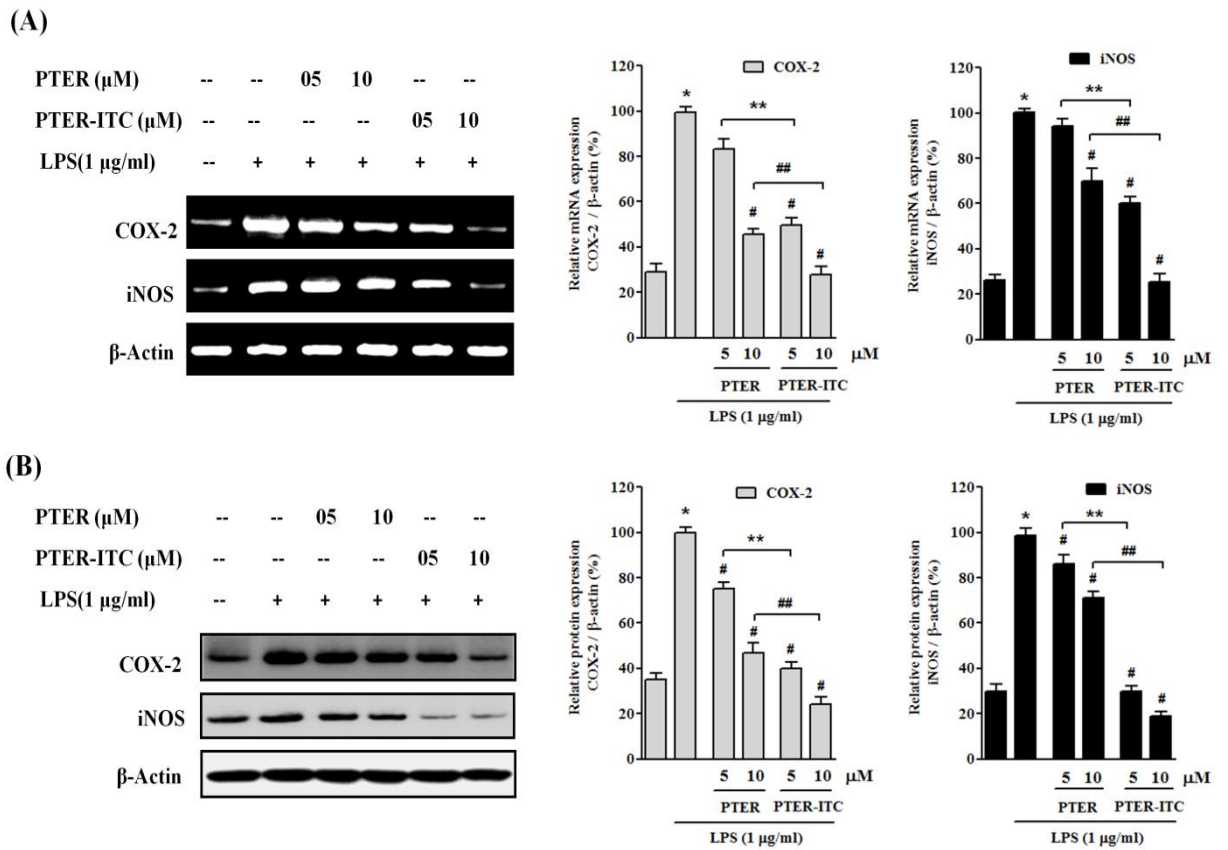 (A)
PTER (μM) -- -- 05 10 -- --
PTER-ITC (μM) -- -- -- -- 05 10
LPS(1 μg/ml) -- + + + + +
COX-2
iNOS
β-Actin
COX-2
Relative mRNA expression
COX-2 / β-actin (%)
120
100
80
60
40
20
0
*
**
##
#
#
#
5 10 5 10 μM
PTER PTER-ITC
LPS (1 μg/ml)
iNOS
Relative mRNA expression
iNOS / β-actin (%)
120
100
80
60
40
20
0
*
**
##
#
#
#
5 10 5 10 μM
PTER PTER-ITC
LPS (1 μg/ml)
(B)
PTER (μM) -- -- 05 10 -- --
PTER-ITC (μM) -- -- -- -- 05 10
LPS(1 μg/ml) -- + + + + +
COX-2
iNOS
β-Actin
COX-2
Relative protein expression
COX-2 / β-actin (%)
120
100
80
60
40
20
0
*
**
#
##
#
#
#
5 10 5 10 μM
PTER PTER-ITC
LPS (1 μg/ml)
iNOS
Relative protein expression
iNOS / β-actin (%)
120
100
80
60
40
20
0
*
**
#
##
#
#
#
5 10 5 10 μM
PTER PTER-ITC
LPS (1 μg/ml)